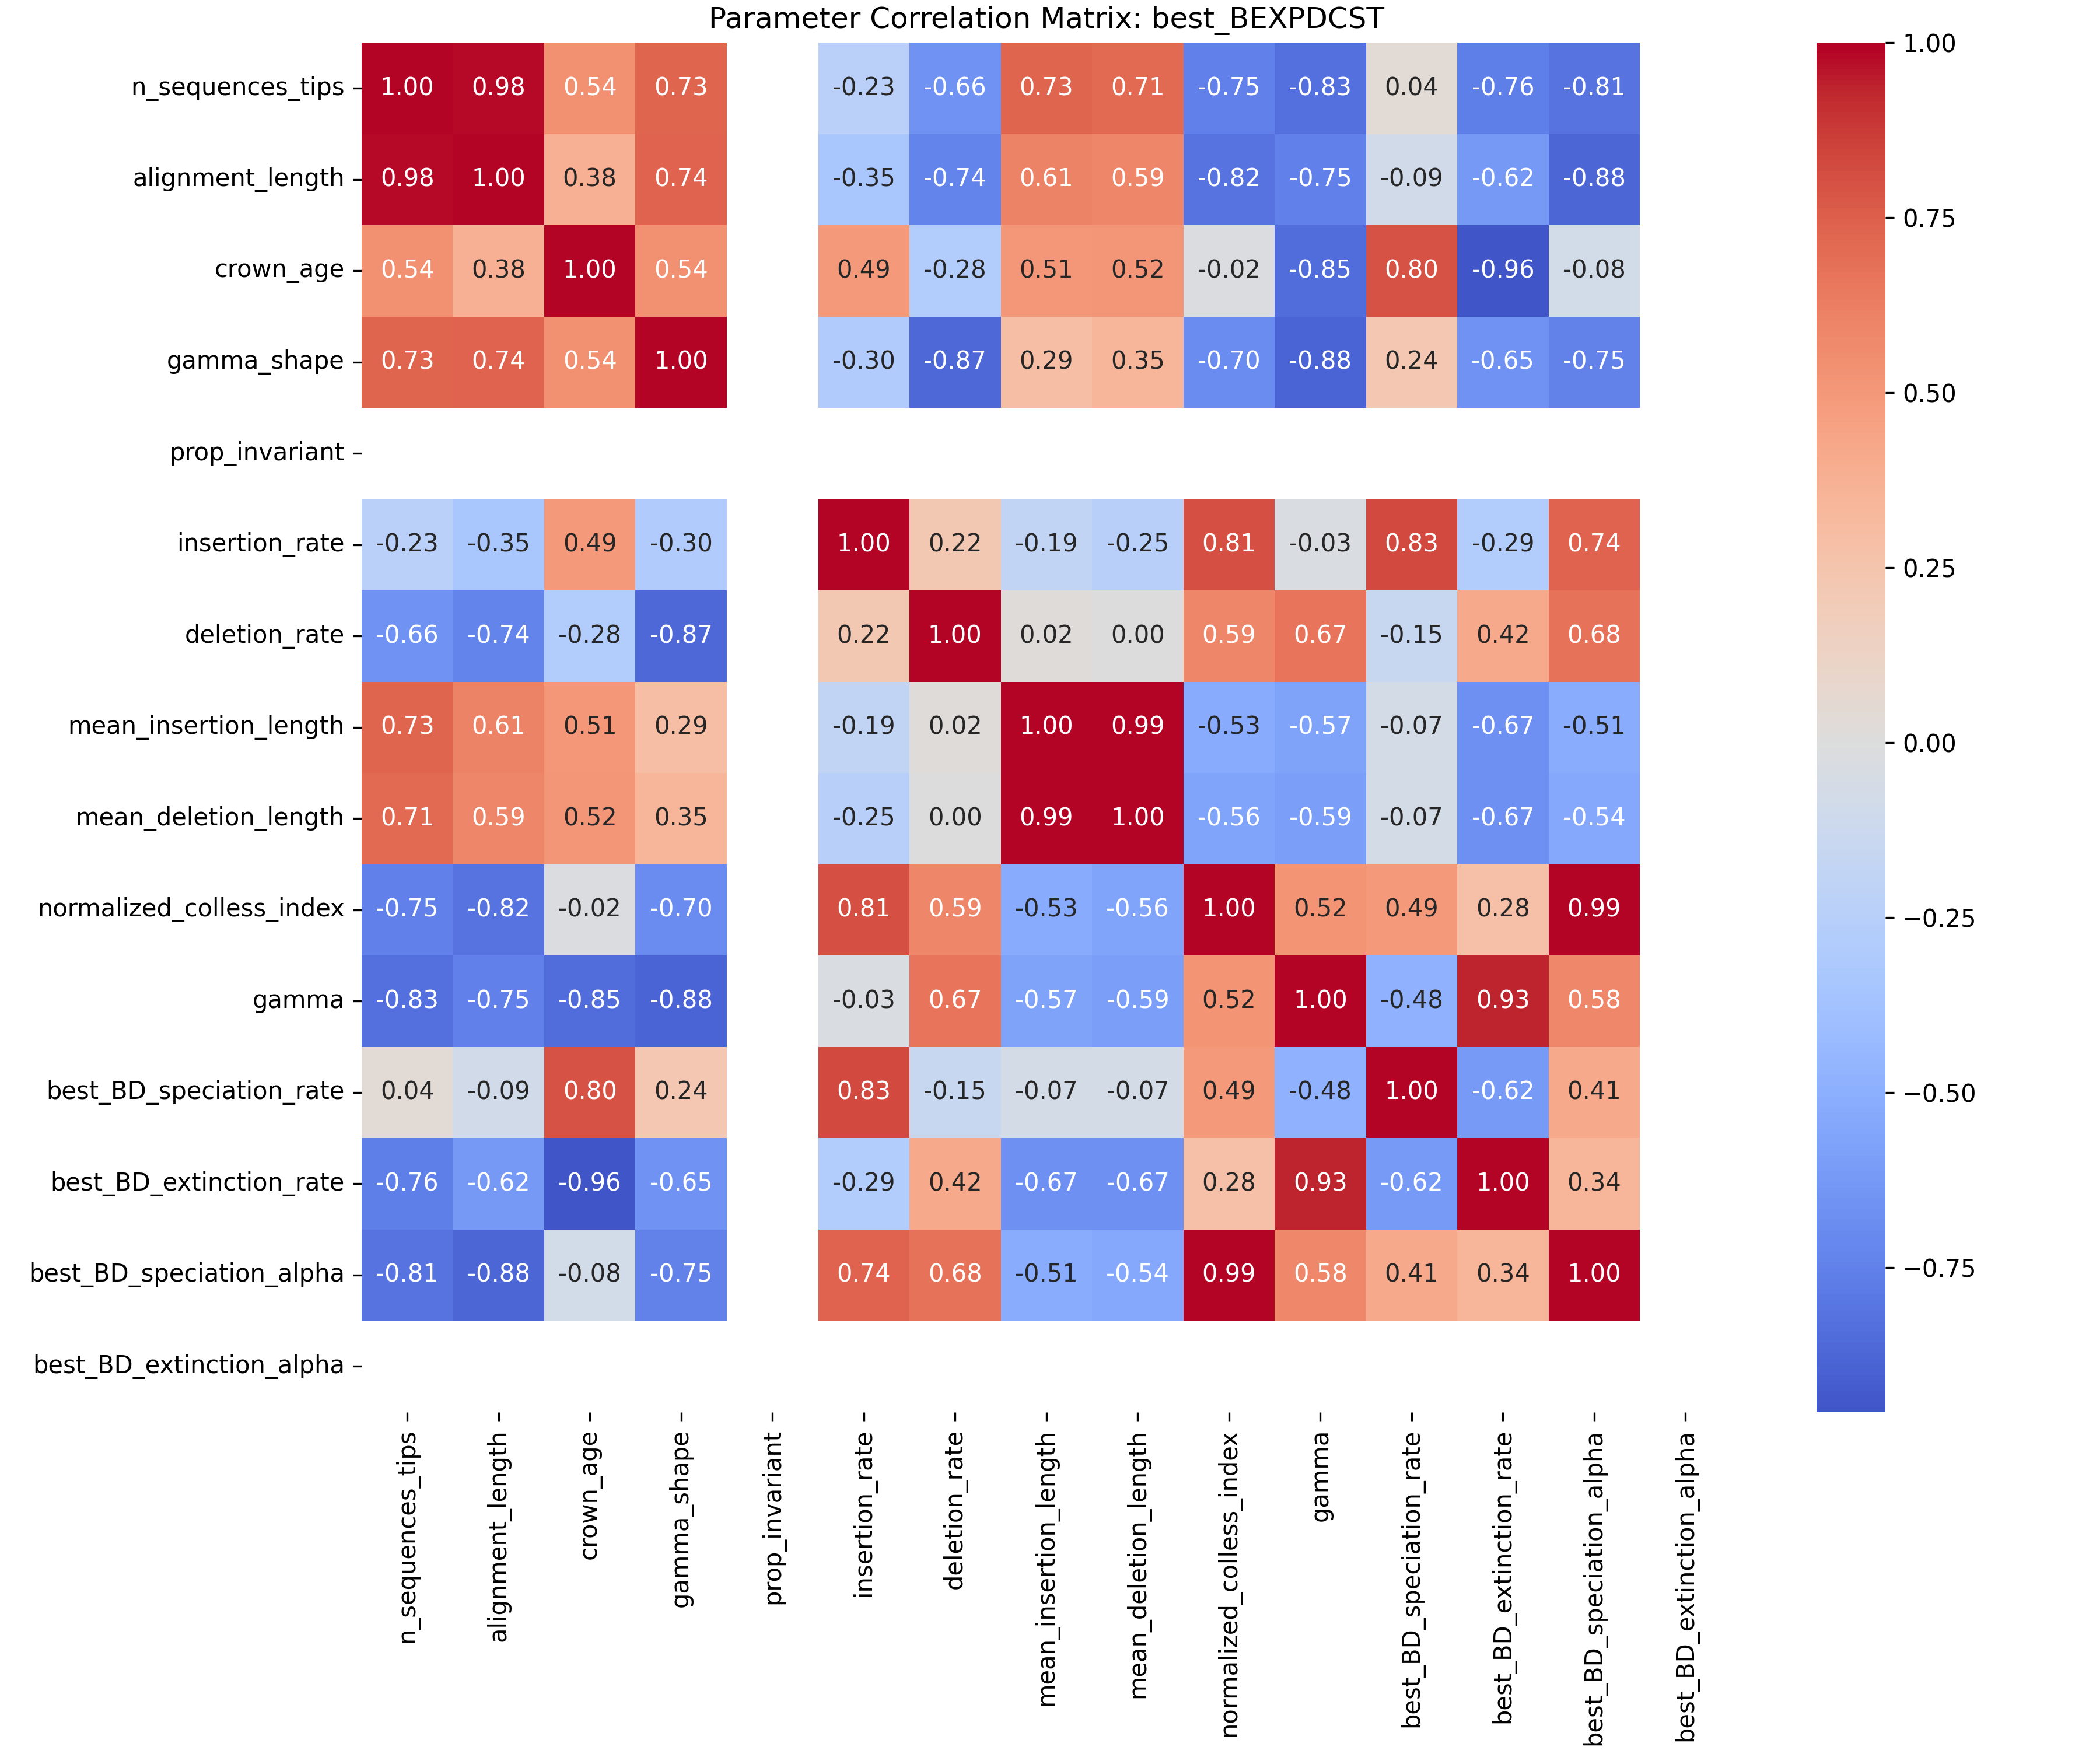 Parameter Correlation Matrix: best_BEXPDCST
n_sequences_tips 1.00 0.98 0.54 0.73 -0.23 -0.66 0.73 0.71 -0.75 -0.83 0.04 -0.76 -0.81
alignment_length 0.98 1.00 0.38 0.74 -0.35 -0.74 0.61 0.59 -0.82 -0.75 -0.09 -0.62 -0.88
crown_age 0.54 0.38 1.00 0.54 0.49 -0.28 0.51 0.52 -0.02 -0.85 0.80 -0.96 -0.08
gamma_shape 0.73 0.74 0.54 1.00 -0.30 -0.87 0.29 0.35 -0.70 -0.88 0.24 -0.65 -0.75
prop_invariant
insertion_rate -0.23 -0.35 0.49 -0.30 1.00 0.22 -0.19 -0.25 0.81 -0.03 0.83 -0.29 0.74
deletion_rate -0.66 -0.74 -0.28 -0.87 0.22 1.00 0.02 0.00 0.59 0.67 -0.15 0.42 0.68
mean_insertion_length 0.73 0.61 0.51 0.29 -0.19 0.02 1.00 0.99 -0.53 -0.57 -0.07 -0.67 -0.51
mean_deletion_length 0.71 0.59 0.52 0.35 -0.25 0.00 0.99 1.00 -0.56 -0.59 -0.07 -0.67 -0.54
normalized_colless_index -0.75 -0.82 -0.02 -0.70 0.81 0.59 -0.53 -0.56 1.00 0.52 0.49 0.28 0.99
gamma -0.83 -0.75 -0.85 -0.88 -0.03 0.67 -0.57 -0.59 0.52 1.00 -0.48 0.93 0.58
best_BD_speciation_rate 0.04 -0.09 0.80 0.24 0.83 -0.15 -0.07 -0.07 0.49 -0.48 1.00 -0.62 0.41
best_BD_extinction_rate -0.76 -0.62 -0.96 -0.65 -0.29 0.42 -0.67 -0.67 0.28 0.93 -0.62 1.00 0.34
best_BD_speciation_alpha -0.81 -0.88 -0.08 -0.75 0.74 0.68 -0.51 -0.54 0.99 0.58 0.41 0.34 1.00
best_BD_extinction_alpha
n_sequences_tips
alignment_length
crown_age
gamma_shape
prop_invariant
insertion_rate
deletion_rate
mean_insertion_length
mean_deletion_length
normalized_colless_index
gamma
best_BD_speciation_rate
best_BD_extinction_rate
best_BD_speciation_alpha
best_BD_extinction_alpha
1.00
0.75
0.50
0.25
0.00
−0.25
−0.50
−0.75